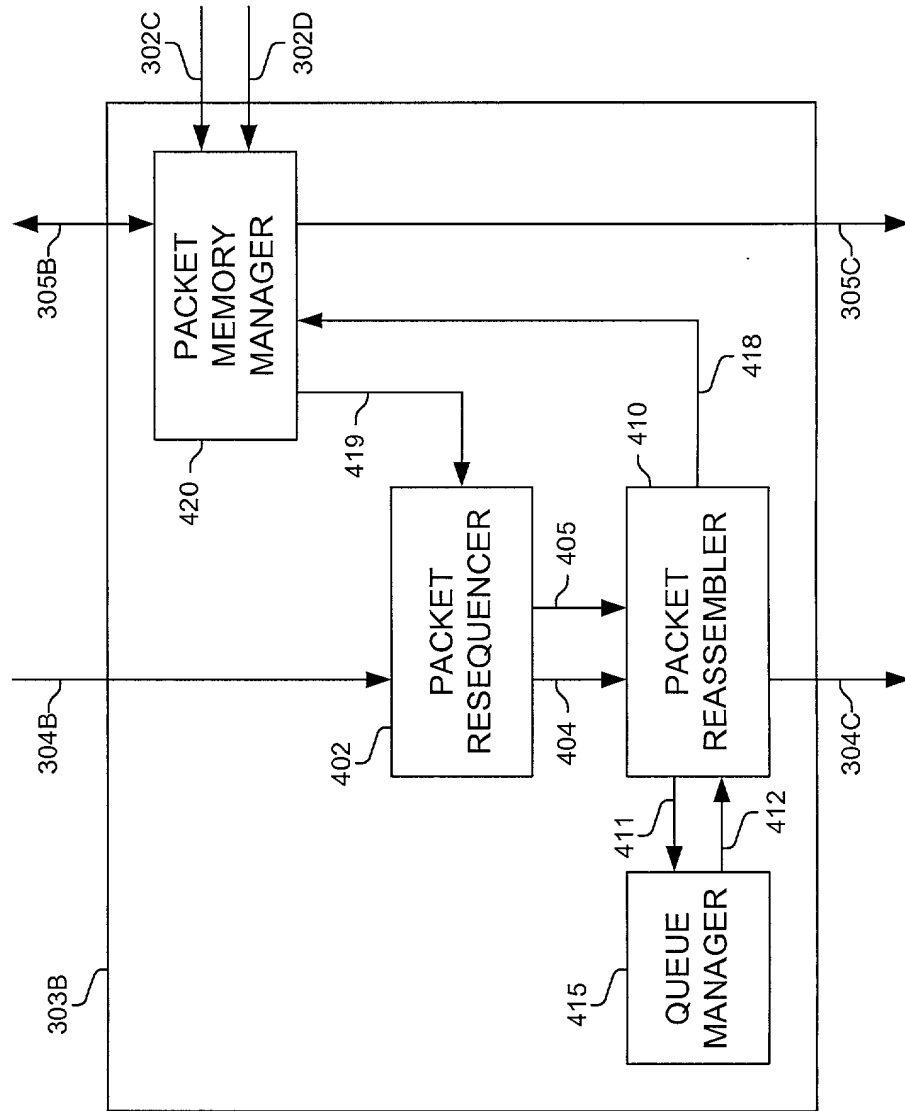 302C
302D
305B
PACKET
MEMORY
MANAGER
420
419
305C
418
304B
402
PACKET
RESEQUENCER
404
405
410
PACKET
REASSEMBLER
304C
411
412
303B
415
QUEUE
MANAGER